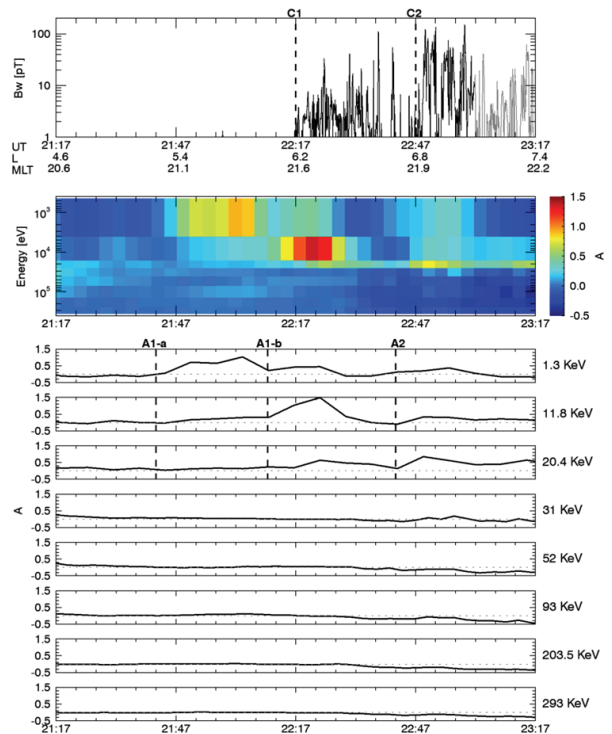 C1 C2
100
10
1
Bw [pT]
UT 21:17 21:47 22:17 22:47 23:17
L 4.6 5.4 6.2 6.8 7.4
MLT 20.6 21.1 21.6 21.9 22.2
10³
10⁴
10⁵
Energy [eV]
21:17 21:47 22:17 22:47 23:17
1.5
1.0
0.5
0.0
-0.5
A
A1-a A1-b A2
1.5
0.5
-0.5
1.3 KeV
1.5
0.5
-0.5
11.8 KeV
1.5
0.5
-0.5
20.4 KeV
1.5
0.5
-0.5
31 KeV
A
1.5
0.5
-0.5
52 KeV
1.5
0.5
-0.5
93 KeV
1.5
0.5
-0.5
203.5 KeV
1.5
0.5
-0.5
293 KeV
21:17 21:47 22:17 22:47 23:17